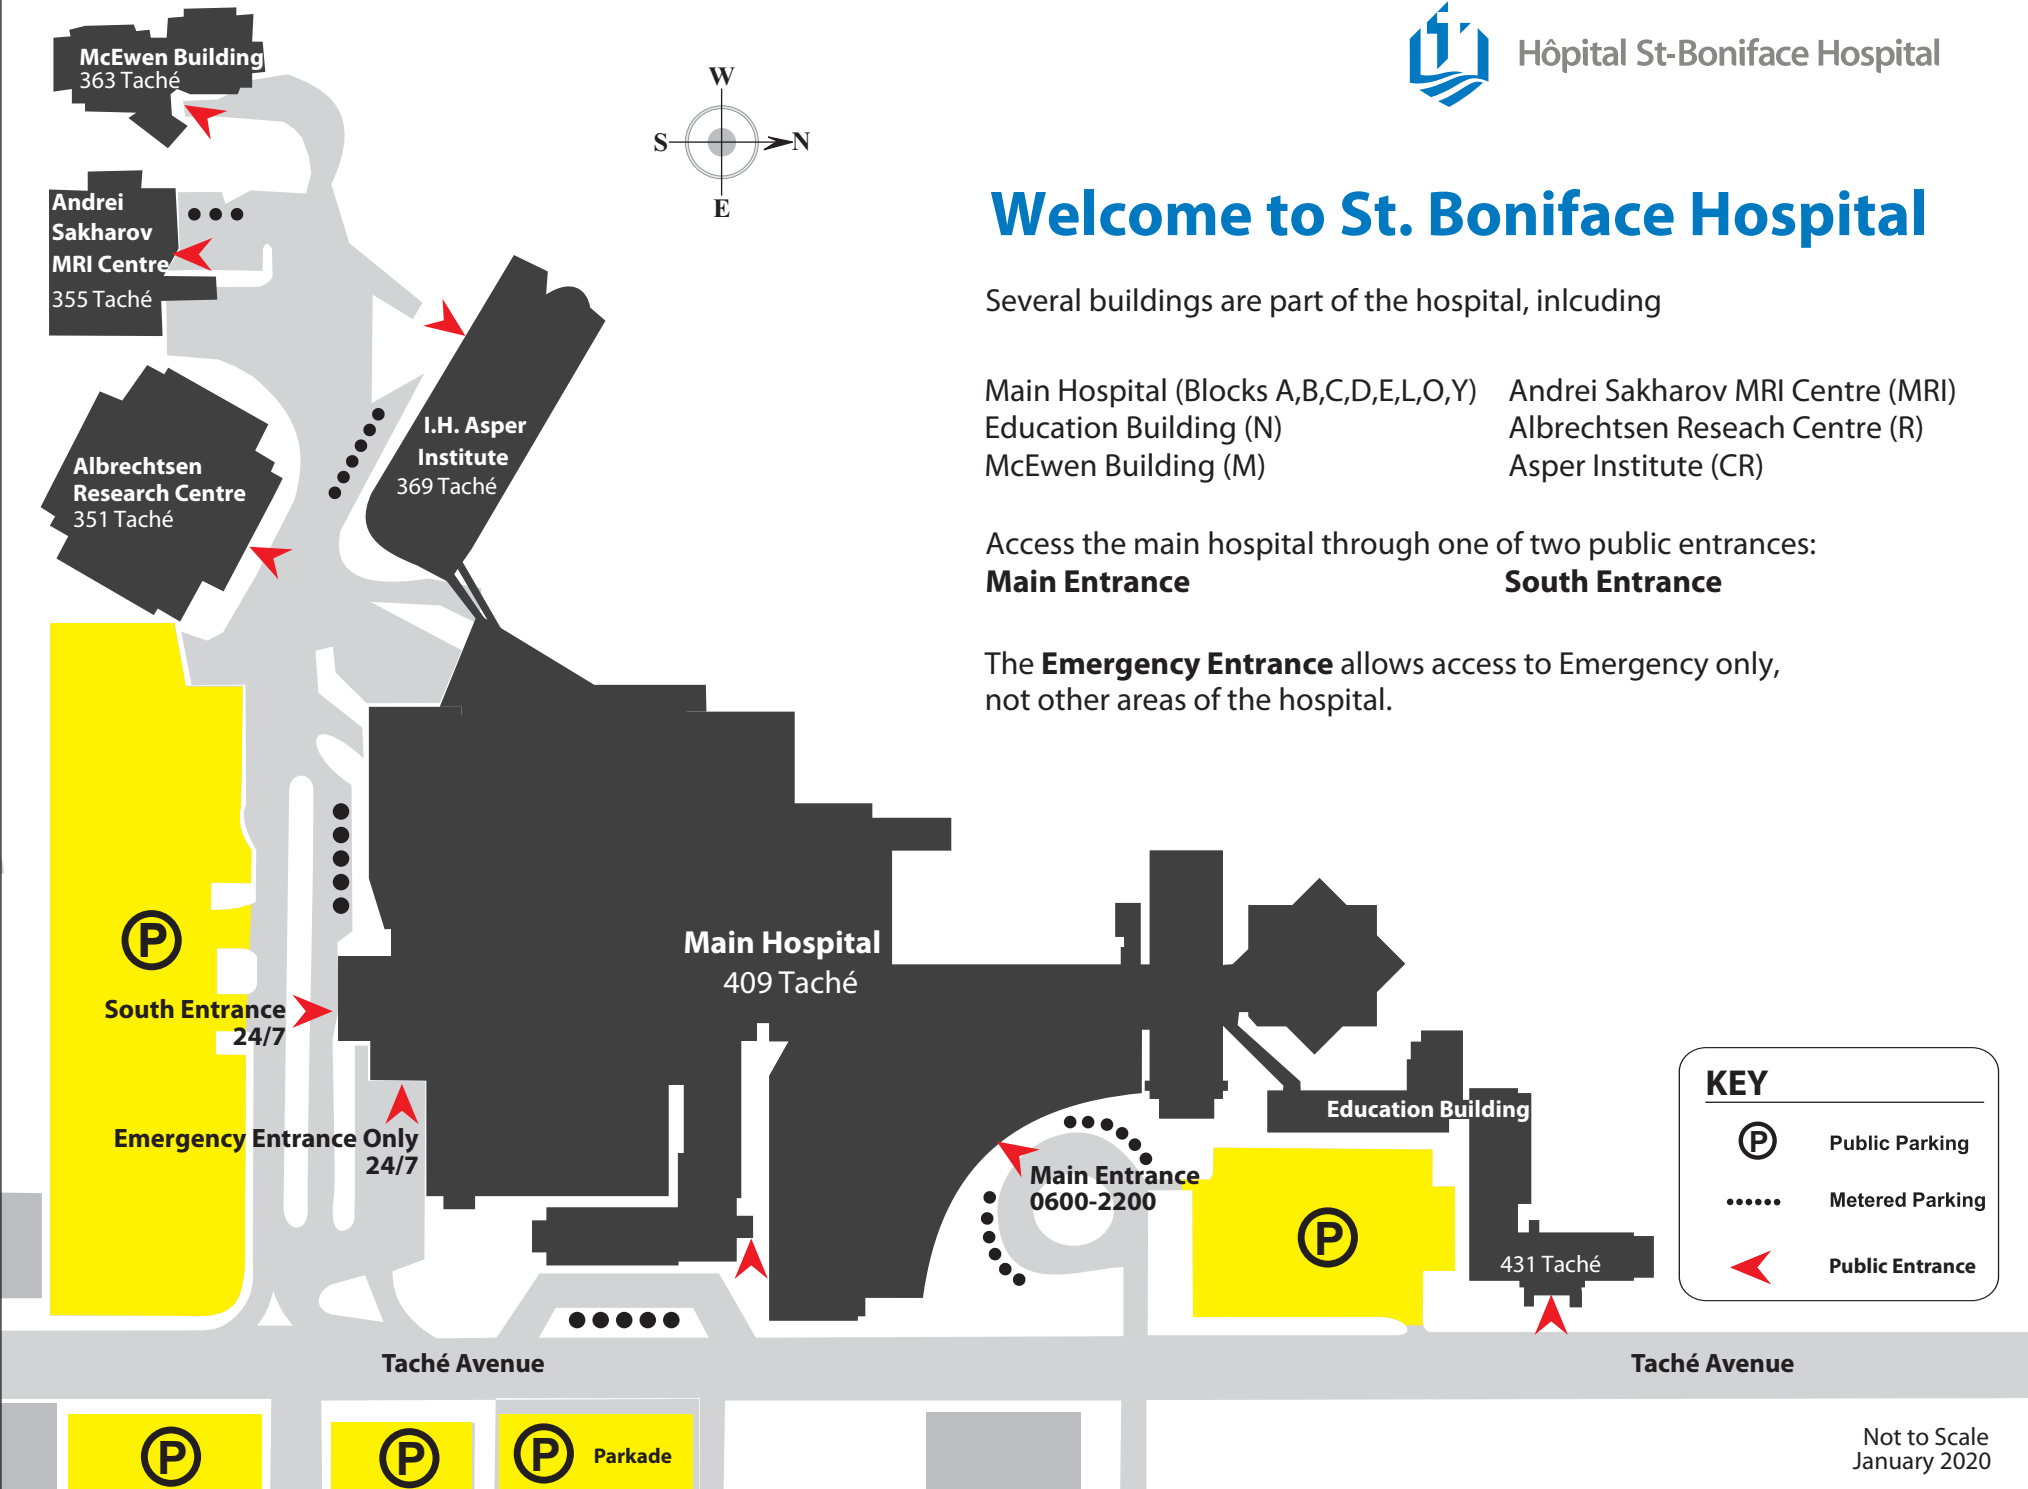 McEwen Building
363 Taché
W
S
N
E
Hôpital St-Boniface Hospital
Welcome to St. Boniface Hospital
Several buildings are part of the hospital, inlcuding
Main Hospital (Blocks A,B,C,D,E,L,O,Y)
Education Building (N)
McEwen Building (M)
Andrei Sakharov MRI Centre (MRI)
Albrechtsen Reseach Centre (R)
Asper Institute (CR)
Access the main hospital through one of two public entrances:
Main Entrance
South Entrance
The Emergency Entrance allows access to Emergency only,
not other areas of the hospital.
Andrei
Sakharov
MRI Centre
355 Taché
I.H. Asper
Institute
369 Taché
Albrechtsen
Research Centre
351 Taché
P
South Entrance
24/7
Emergency Entrance Only
24/7
Main Hospital
409 Taché
Main Entrance
0600-2200
P
Education Building
431 Taché
KEY
P
Public Parking
Metered Parking
Public Entrance
Taché Avenue
Taché Avenue
P
P
P
Parkade
Not to Scale
January 2020